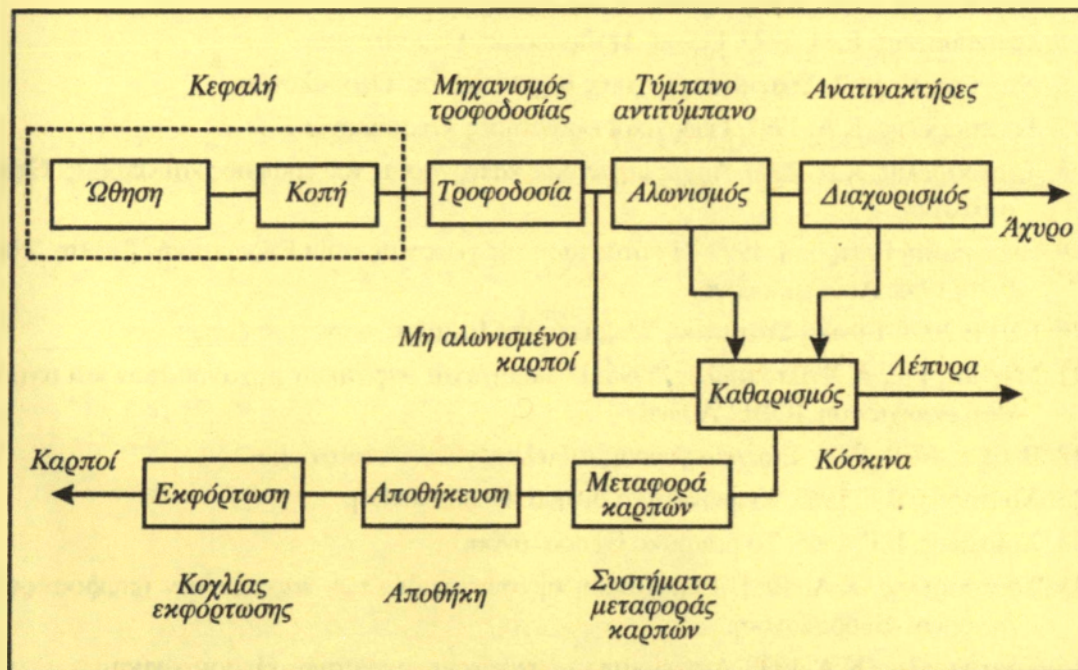 Κεφαλή
Μηχανισμός
τροφοδοσίας
Τύμπανο
αντιτύμπανο
Ανατινακτήρες
Ώθηση
Κοπή
Τροφοδοσία
Αλωνισμός
Διαχωρισμός
Άχυρο
Μη αλωνισμένοι
καρποί
Καθαρισμός
Λέπυρα
Κόσκινα
Καρποί
Εκφόρτωση
Αποθήκευση
Μεταφορά
καρπών
Κοχλίας
εκφόρτωσης
Αποθήκη
Συστήματα
μεταφοράς
καρπών